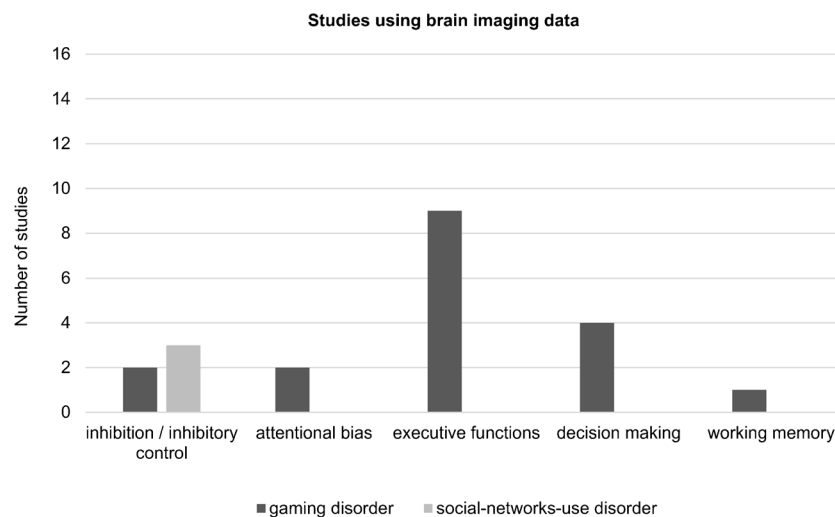 Studies using brain imaging data
16
14
12
10
8
6
4
2
0
Number of studies
inhibition / inhibitory
control
attentional bias
executive functions
decision making
working memory
gaming disorder
social-networks-use disorder